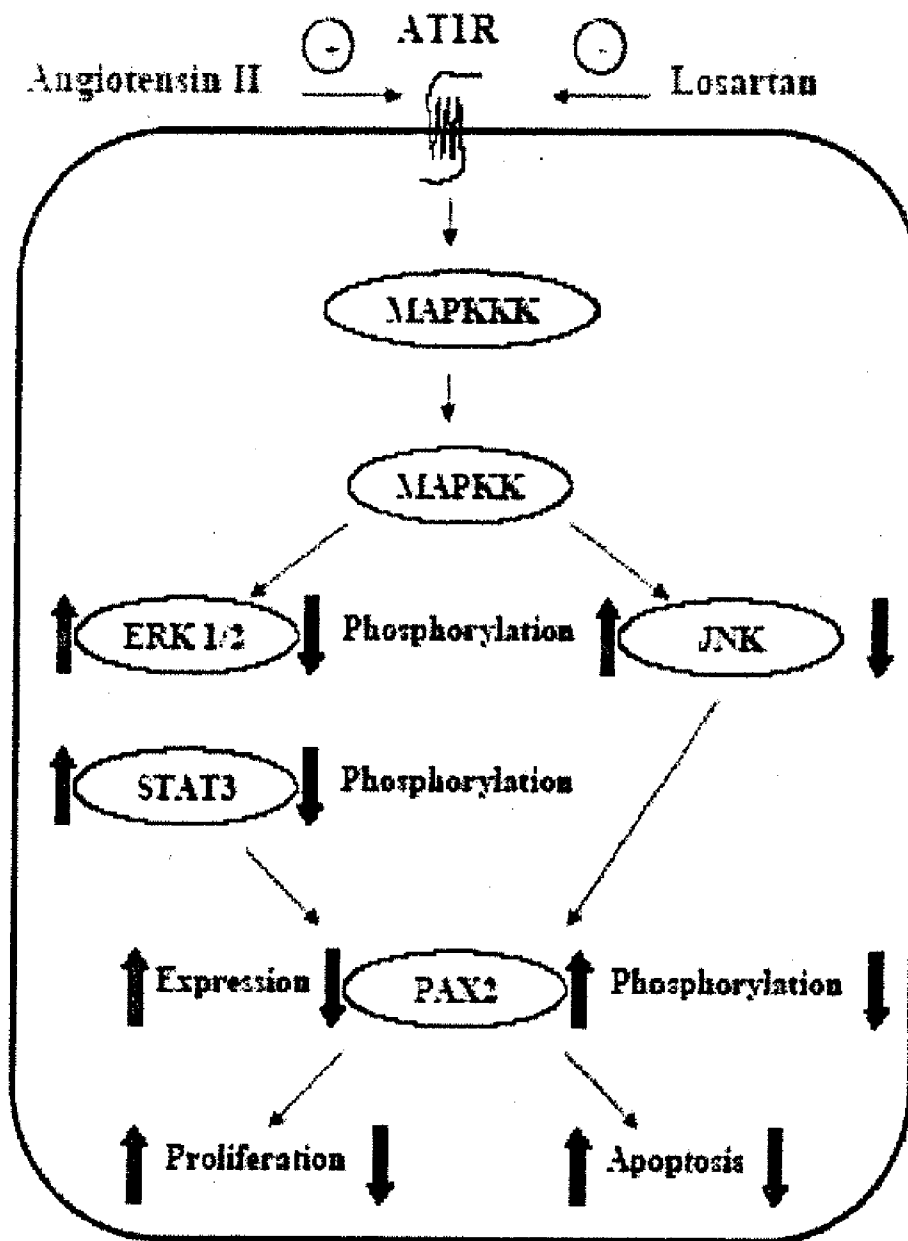 AT1R
Angiotensin II
Losartan
MAPKKK
MAPKK
ERK 1/2
Phosphorylation
JNK
STAT3
Phosphorylation
Expression
PAX2
Phosphorylation
Proliferation
Apoptosis